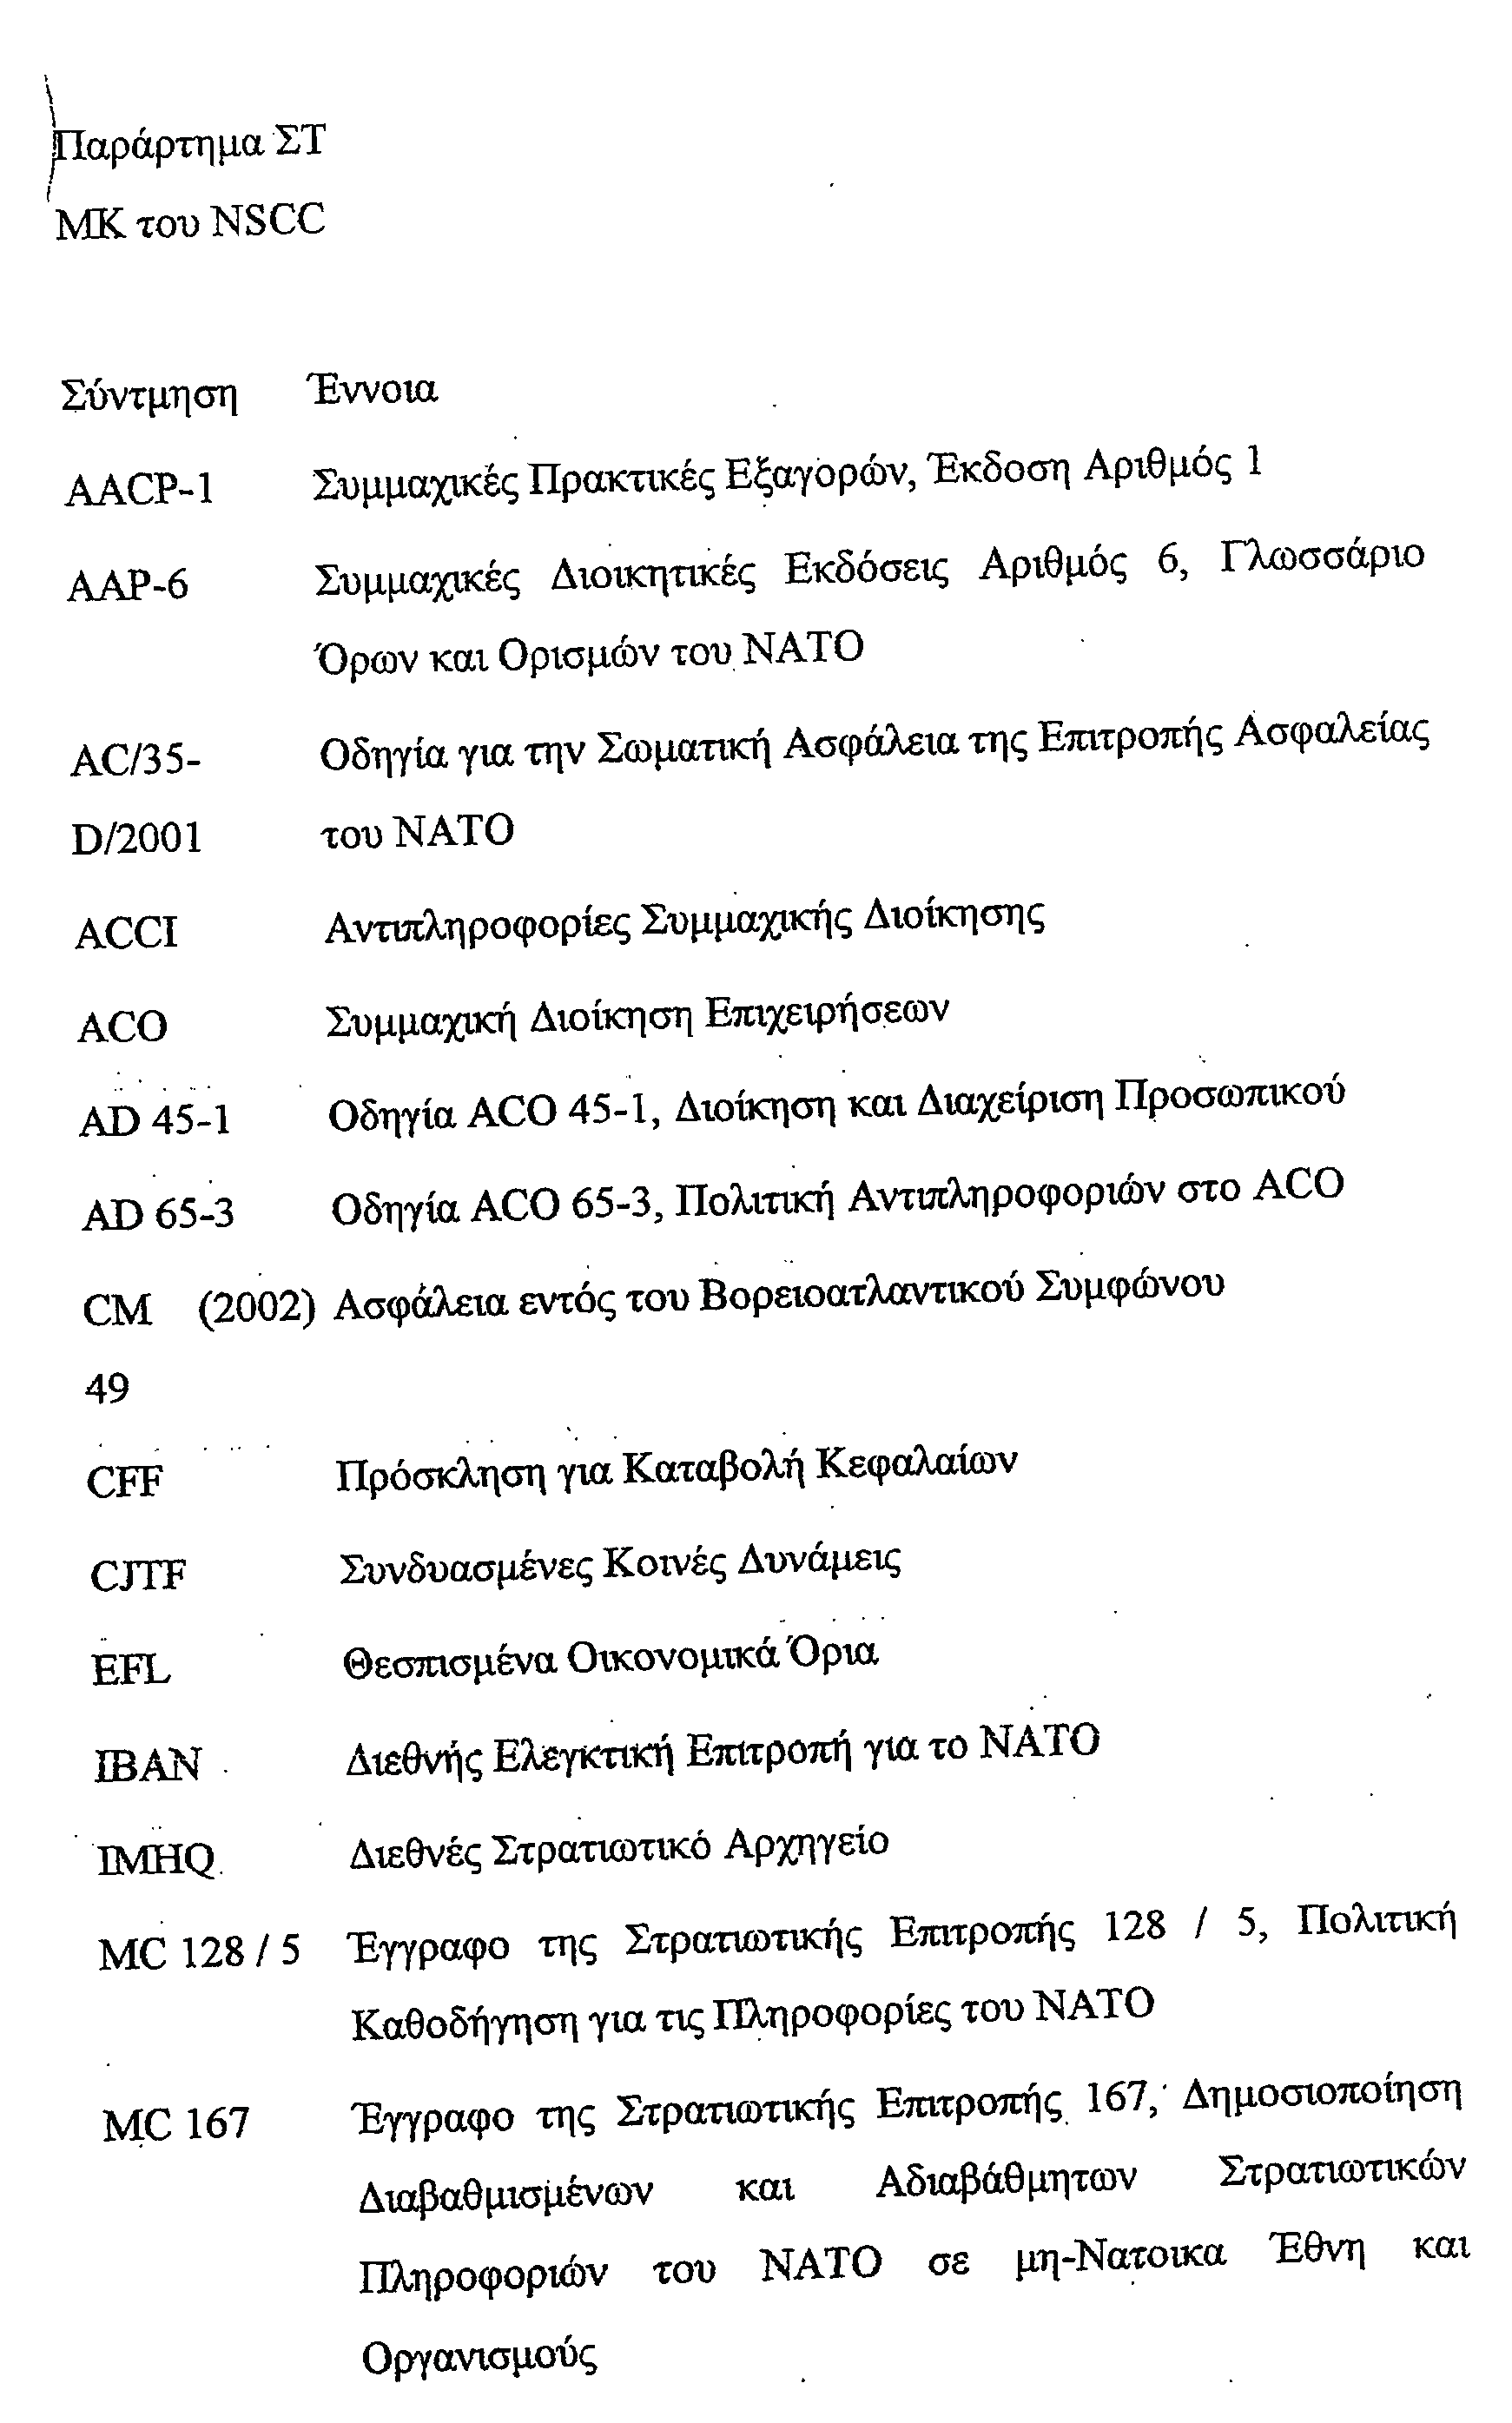 Παράρτημα ΣΤ
ΜΚ του NSCC
Σύντμηση Έννοια
AACP-1 Συμμαχικές Πρακτικές Εξαγορών, Έκδοση Αριθμός 1
AAP-6 Συμμαχικές Διοικητικές Εκδόσεις Αριθμός 6, Γλωσσάριο
Όρων και Ορισμών του ΝΑΤΟ
AC/35- Οδηγία για την Σωματική Ασφάλεια της Επιτροπής Ασφαλείας
D/2001 του ΝΑΤΟ
ACCI Αντιπληροφορίες Συμμαχικής Διοίκησης
ACO Συμμαχική Διοίκηση Επιχειρήσεων
AD 45-1 Οδηγία ACO 45-1, Διοίκηση και Διαχείριση Προσωπικού
AD 65-3 Οδηγία ACO 65-3, Πολιτική Αντιπληροφοριών στο ACO
CM (2002) Ασφάλεια εντός του Βορειοατλαντικού Συμφώνου
49
CFF Πρόσκληση για Καταβολή Κεφαλαίων
CJTF Συνδυασμένες Κοινές Δυνάμεις
EFL Θεσπισμένα Οικονομικά Όρια
IBAN Διεθνής Ελεγκτική Επιτροπή για το ΝΑΤΟ
IMHQ Διεθνές Στρατιωτικό Αρχηγείο
MC 128 / 5 Έγγραφο της Στρατιωτικής Επιτροπής 128 / 5, Πολιτική
Καθοδήγηση για τις Πληροφορίες του ΝΑΤΟ
MC 167 Έγγραφο της Στρατιωτικής Επιτροπής 167, Δημοσιοποίηση
Διαβαθμισμένων και Αδιαβάθμητων Στρατιωτικών
Πληροφοριών του ΝΑΤΟ σε μη-Νατοικα Έθνη και
Οργανισμούς